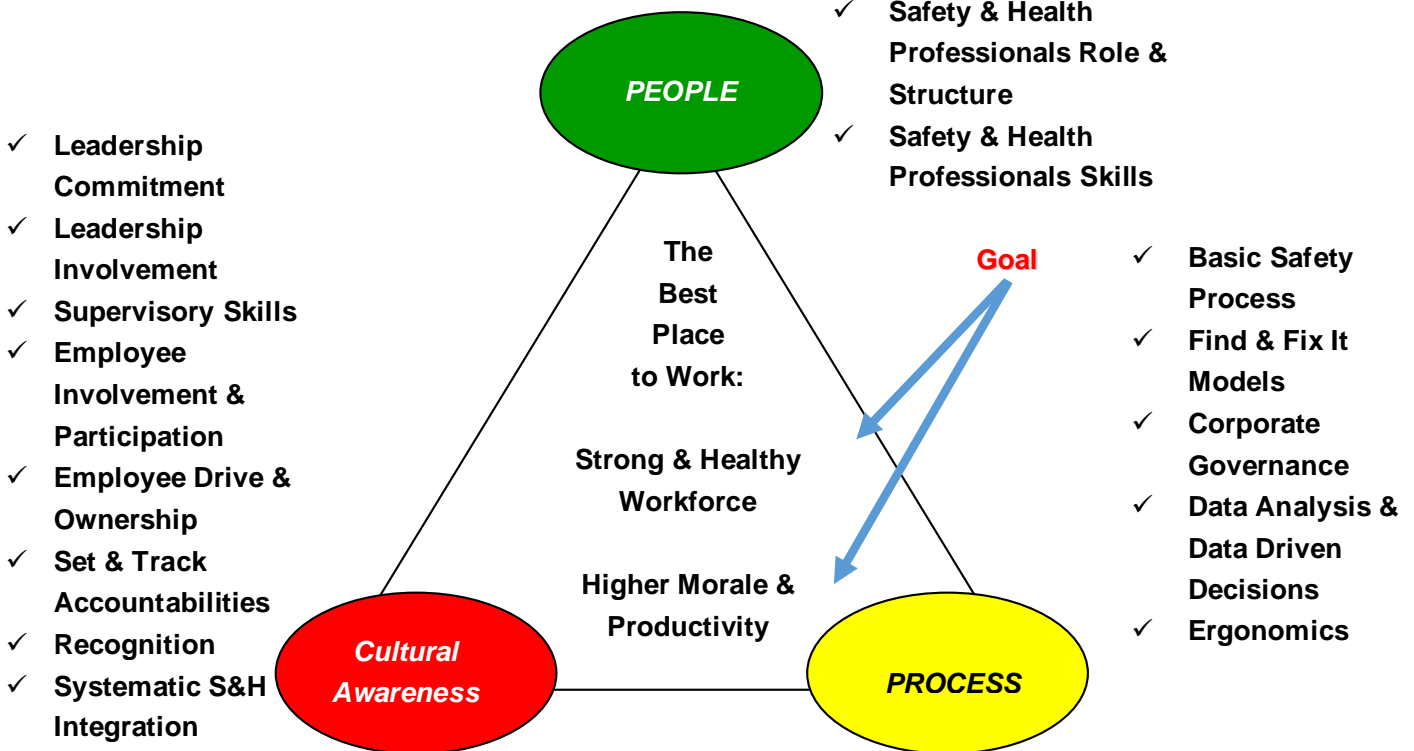 ✓ Safety & Health
Professionals Role &
Structure
✓ Safety & Health
Professionals Skills
PEOPLE
✓ Leadership
Commitment
✓ Leadership
Involvement
✓ Supervisory Skills
✓ Employee
Involvement &
Participation
✓ Employee Drive &
Ownership
✓ Set & Track
Accountabilities
✓ Recognition
✓ Systematic S&H
Integration
The
Best
Place
to Work:
Strong & Healthy
Workforce
Higher Morale &
Productivity
Goal
✓ Basic Safety
Process
✓ Find & Fix It
Models
✓ Corporate
Governance
✓ Data Analysis &
Data Driven
Decisions
✓ Ergonomics
Cultural
Awareness
PROCESS